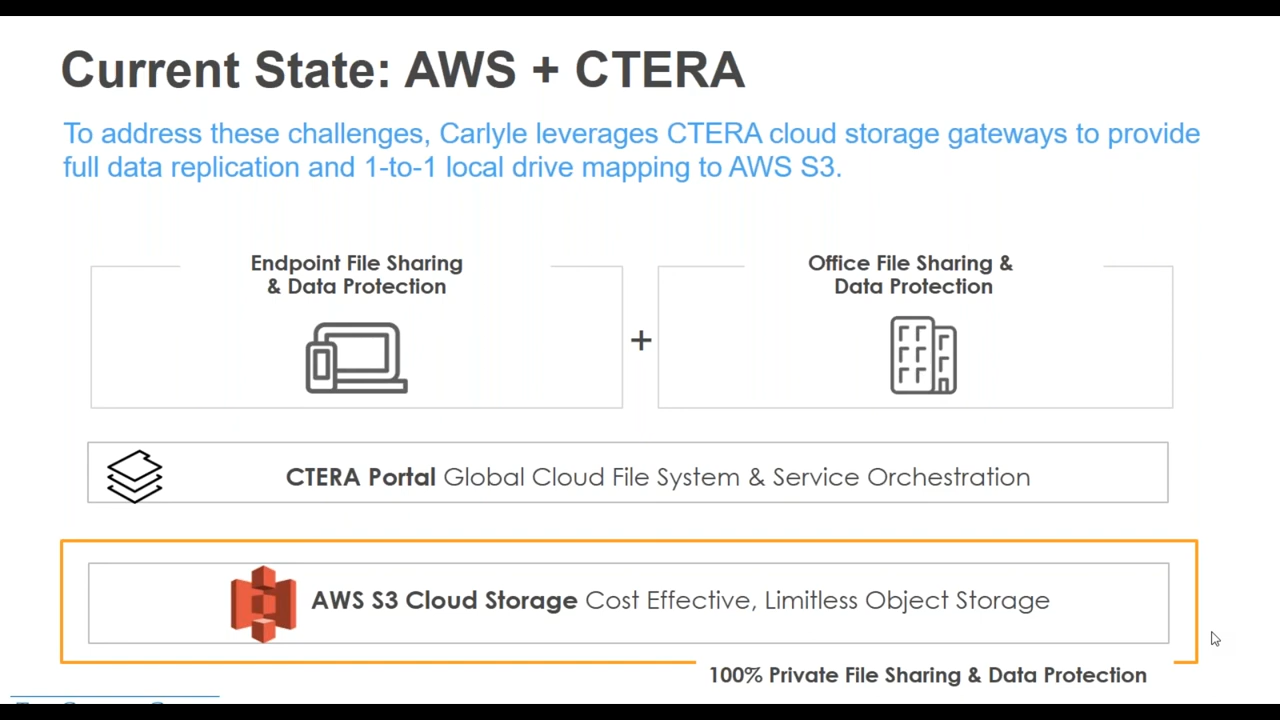 Current State: AWS + CTERA
To address these challenges, Carlyle leverages CTERA cloud storage gateways to provide
full data replication and 1-to-1 local drive mapping to AWS S3.
Endpoint File Sharing
& Data Protection
+
Office File Sharing &
Data Protection
CTERA Portal Global Cloud File System & Service Orchestration
AWS S3 Cloud Storage Cost Effective, Limitless Object Storage
100% Private File Sharing & Data Protection